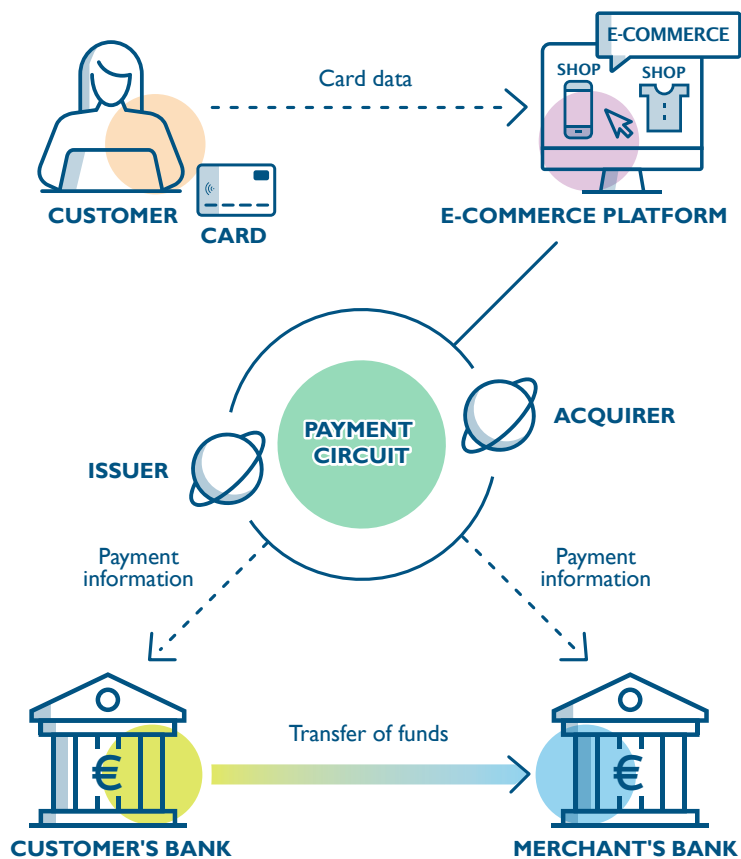 E-COMMERCE
SHOP
SHOP
Card data
CUSTOMER
CARD
E-COMMERCE PLATFORM
PAYMENT
CIRCUIT
ACQUIRER
ISSUER
Payment
information
Payment
information
Transfer of funds
€
€
CUSTOMER'S BANK
MERCHANT'S BANK